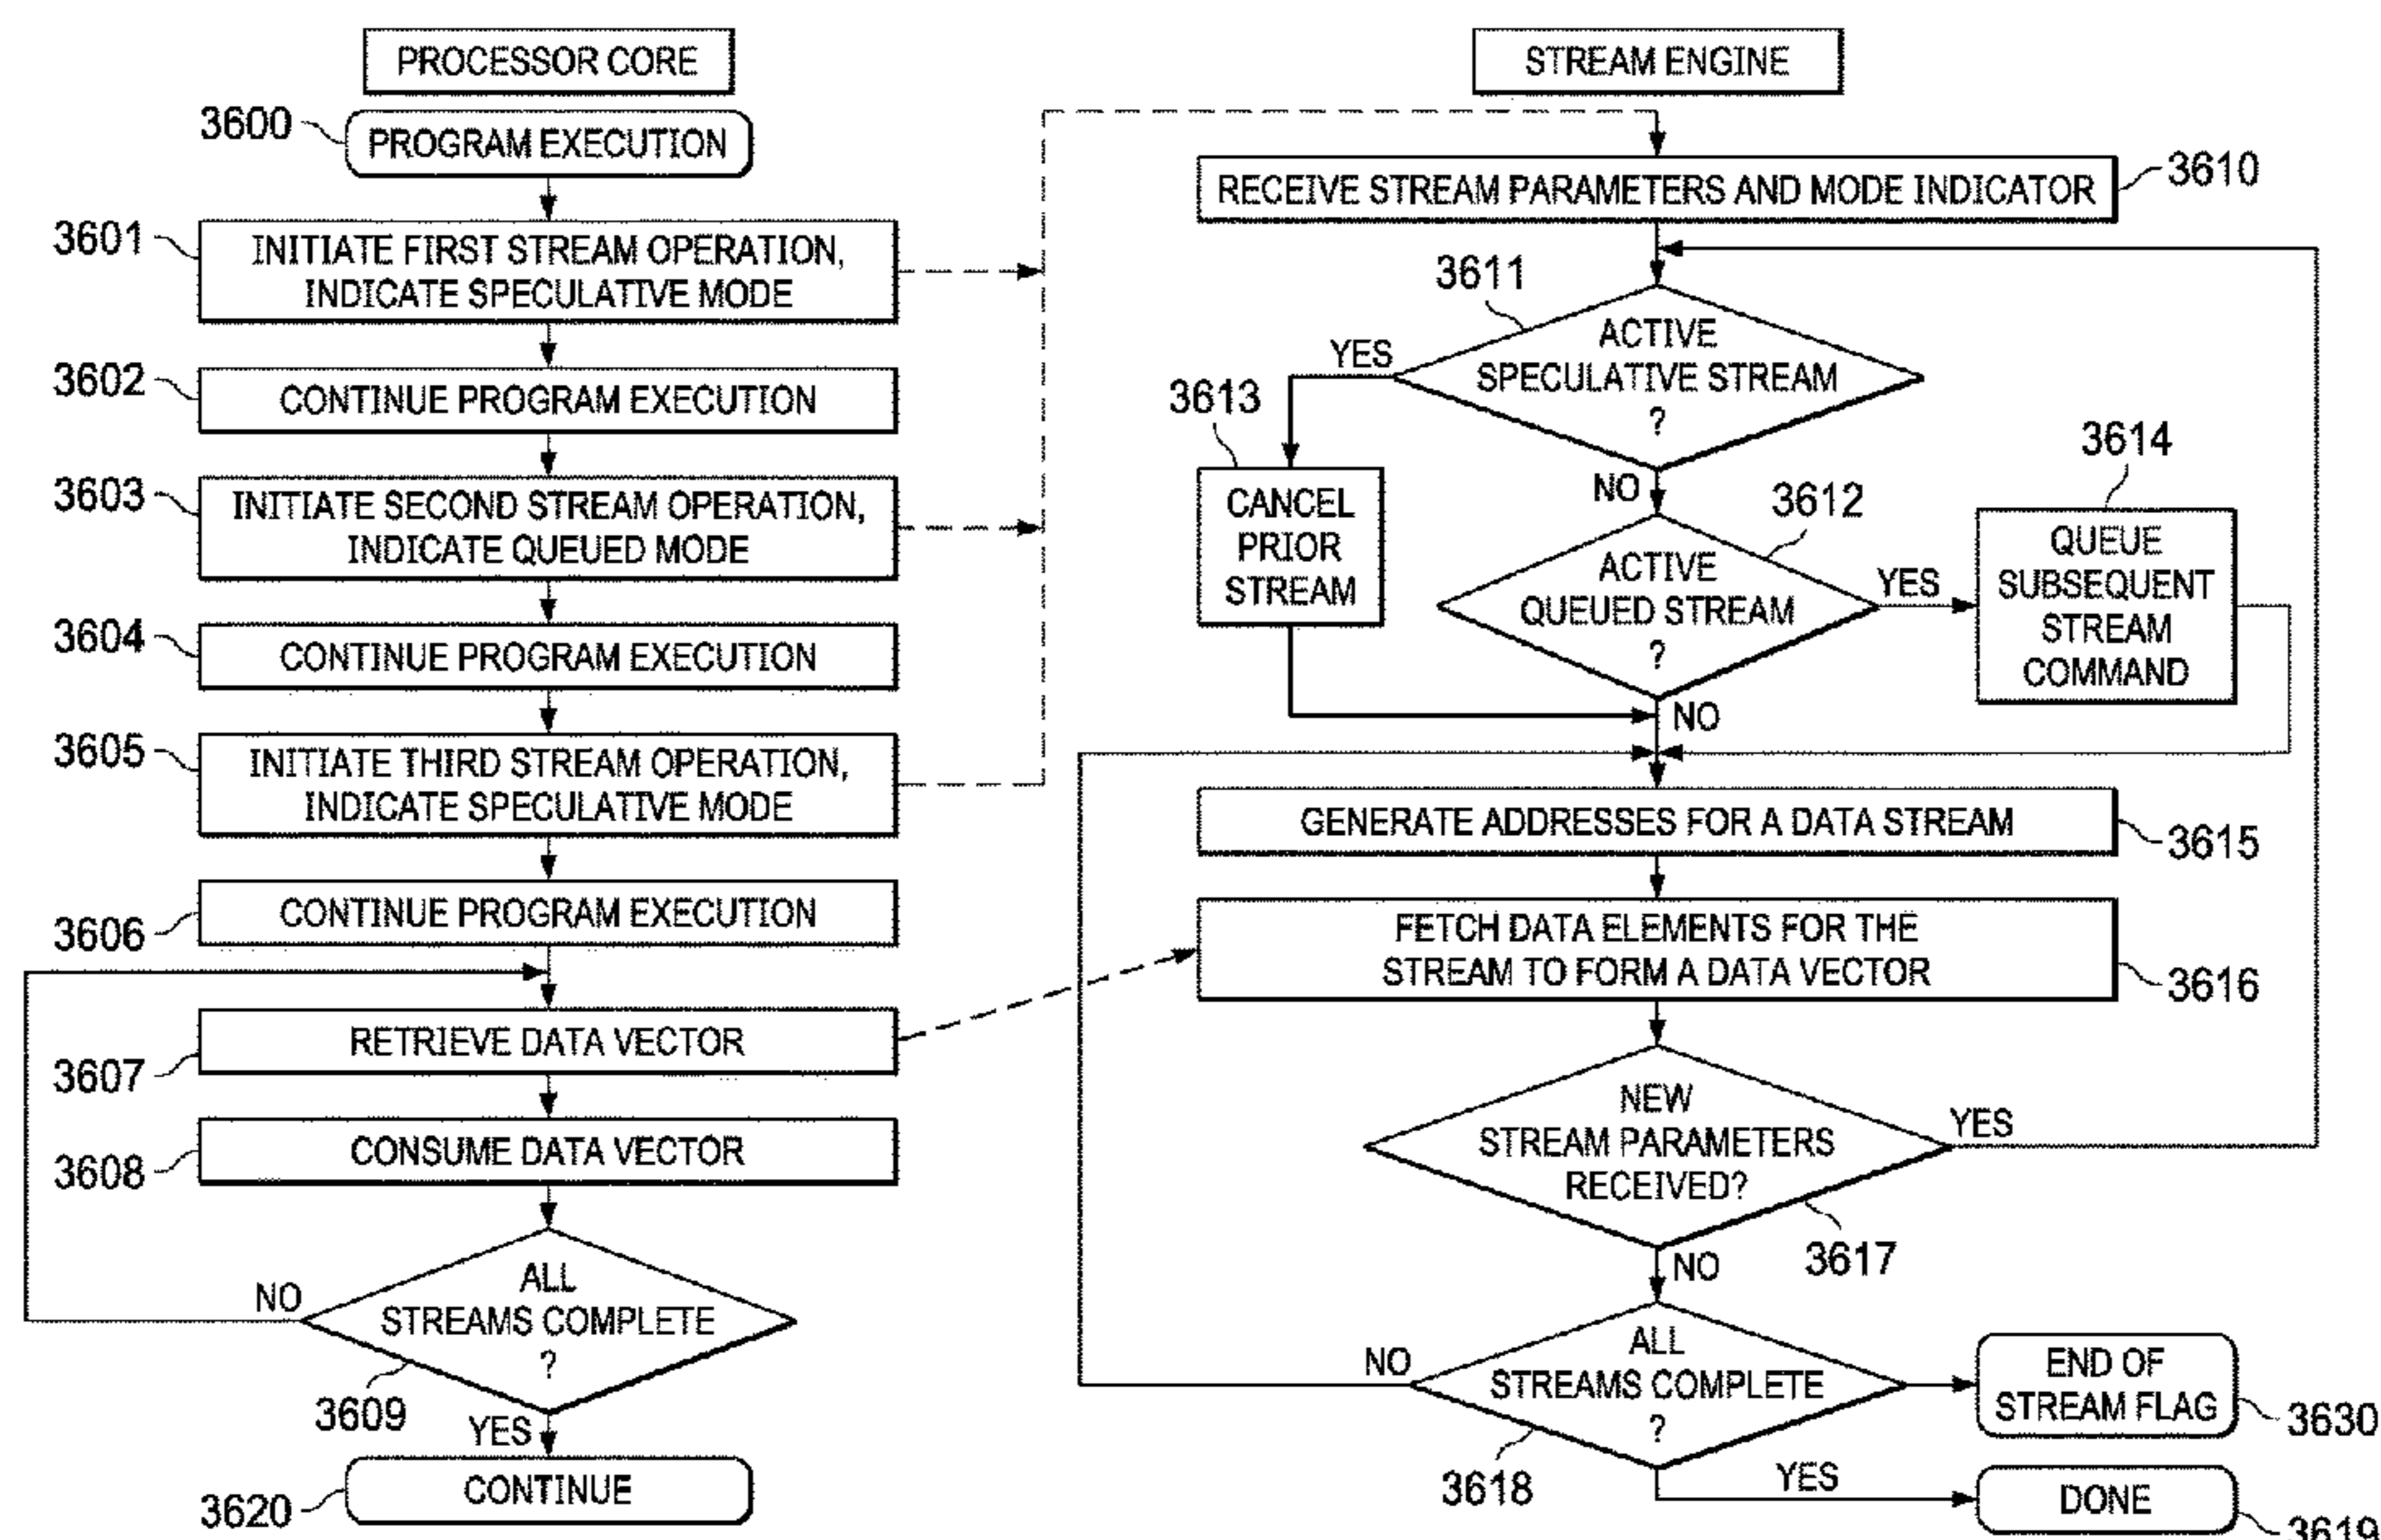 PROCESSOR CORE
3600
PROGRAM EXECUTION
3601
INITIATE FIRST STREAM OPERATION,
INDICATE SPECULATIVE MODE
3602
CONTINUE PROGRAM EXECUTION
3603
INITIATE SECOND STREAM OPERATION,
INDICATE QUEUED MODE
3604
CONTINUE PROGRAM EXECUTION
3605
INITIATE THIRD STREAM OPERATION,
INDICATE SPECULATIVE MODE
CONTINUE PROGRAM EXECUTION
3606
RETRIEVE DATA VECTOR
3607
CONSUME DATA VECTOR
3608
ALL
STREAMS COMPLETE
?
NO
3609
YES
CONTINUE
3620
STREAM ENGINE
RECEIVE STREAM PARAMETERS AND MODE INDICATOR
3610
3611
ACTIVE
SPECULATIVE STREAM
?
YES
NO
3613
CANCEL
PRIOR
STREAM
3612
ACTIVE
QUEUED STREAM
?
YES
NO
3614
QUEUE
SUBSEQUENT
STREAM
COMMAND
GENERATE ADDRESSES FOR A DATA STREAM
3615
FETCH DATA ELEMENTS FOR THE
STREAM TO FORM A DATA VECTOR
3616
NEW
STREAM PARAMETERS
RECEIVED?
YES
3617
NO
ALL
STREAMS COMPLETE
?
NO
3618
YES
END OF
STREAM FLAG
3630
DONE
3619